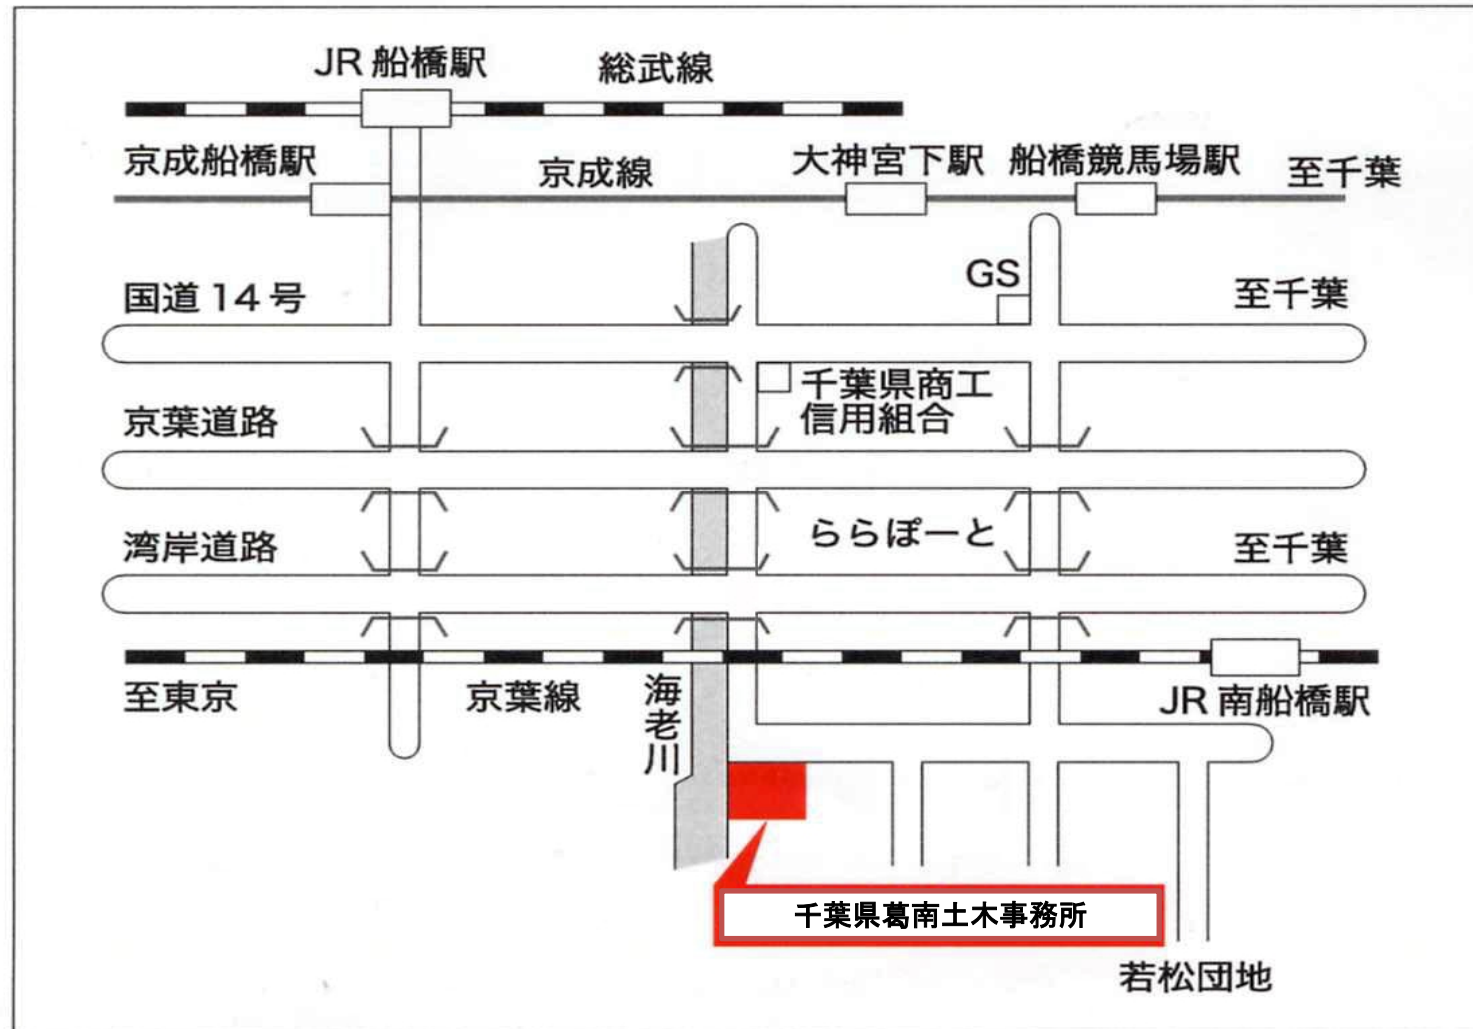 JR 船橋駅
総武線
京成船橋駅
京成線
大神宮下駅
船橋競馬場駅
至千葉
国道 14 号
GS
至千葉
千葉県商工
信用組合
京葉道路
ららぽーと
湾岸道路
至千葉
至東京
京葉線
海老川
JR 南船橋駅
千葉県葛南土木事務所
若松団地